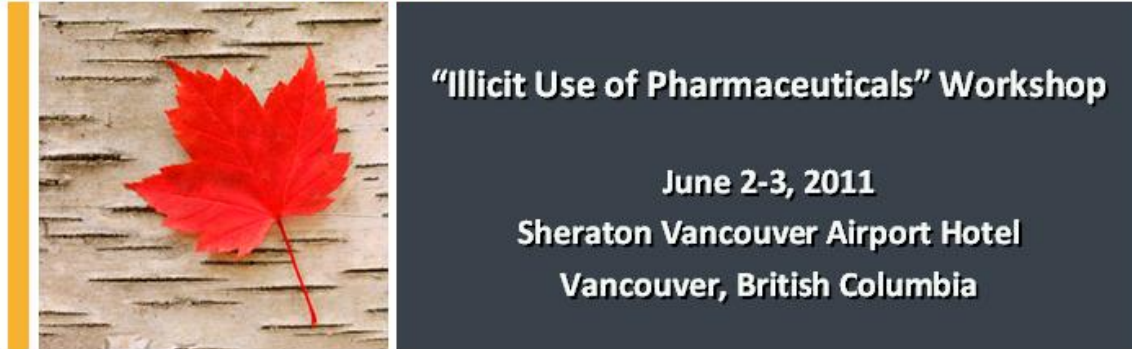 “Illicit Use of Pharmaceuticals” Workshop
June 2-3, 2011
Sheraton Vancouver Airport Hotel
Vancouver, British Columbia